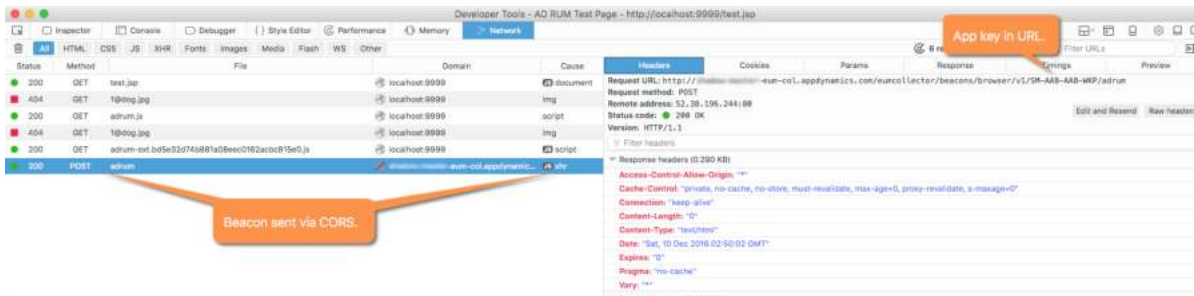 Developer Tools - AD RUM Test Page - http://localhost:9999/test.jsp
Inspector Console Debugger { } Style Editor Performance Memory Network
All HTML CSS JS XHR Fonts Images Media Flash WS Other
Filter URLs
App key in URL.
Status Method File Domain Cause
200 GET test.jsp localhost:9999 document
404 GET 1@dog.jpg localhost:9999 img
200 GET adrum.js localhost:9999 script
404 GET 1@dog.jpg localhost:9999 img
200 GET adrum-ext.bd5e32d74b881a08eec0162acbc815e0.js localhost:9999 script
200 POST adrum eum-col.appdynamic... xhr
Beacon sent via CORS.
Headers Cookies Params Response Timings Preview
Request URL: http:// -eum-col.appdynamics.com/eumcollector/beacons/browser/v1/SM-AAB-AAB-WKP/adrum
Request method: POST
Remote address: 52.38.196.244:80
Status code: 200 OK
Edit and Resend Raw headers
Version: HTTP/1.1
Filter headers
Response headers (0.290 KB)
Access-Control-Allow-Origin: "*"
Cache-Control: "private, no-cache, no-store, must-revalidate, max-age=0, proxy-revalidate, s-maxage=0"
Connection: "keep-alive"
Content-Length: "0"
Content-Type: "text/html"
Date: "Sat, 10 Dec 2016 02:50:02 GMT"
Expires: "0"
Pragma: "no-cache"
Vary: "*"